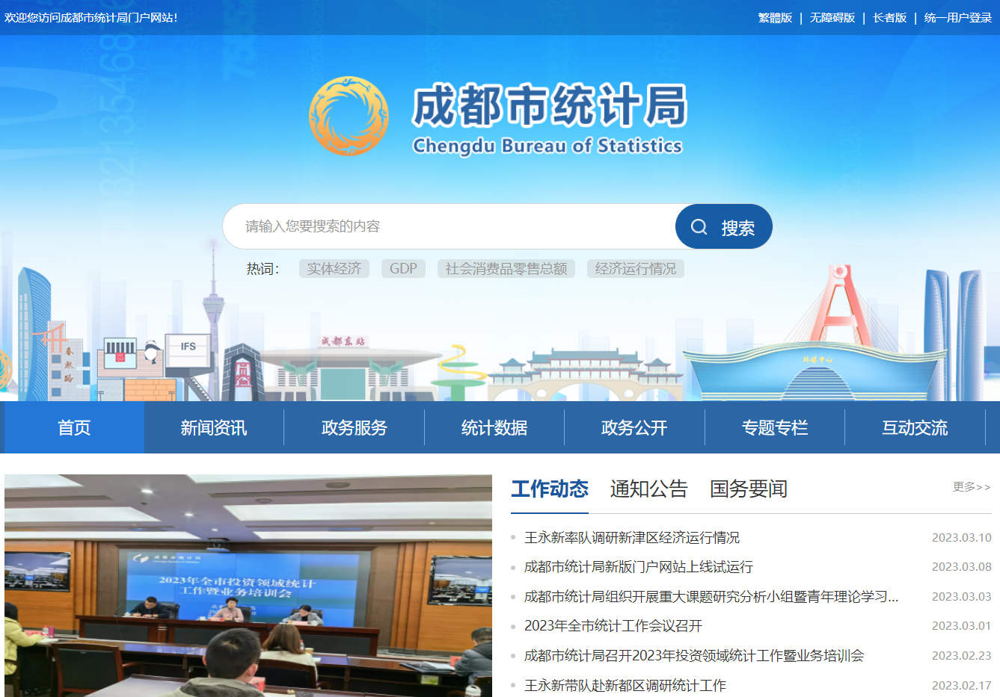 欢迎您访问成都市统计局门户网站！
繁體版 | 无障碍版 | 长者版 | 统一用户登录
成都市统计局
Chengdu Bureau of Statistics
请输入您要搜索的内容
搜索
热词：
实体经济
GDP
社会消费品零售总额
经济运行情况
春熙路
IFS
成都东站
环球中心
首页
新闻资讯
政务服务
统计数据
政务公开
专题专栏
互动交流
成都市统计局
2023年全市投资领域统计
工作暨业务培训会
工作动态
通知公告
国务要闻
更多>>
王永新率队调研新津区经济运行情况 2023.03.10
成都市统计局新版门户网站上线试运行 2023.03.08
成都市统计局组织开展重大课题研究分析小组暨青年理论学习... 2023.03.03
2023年全市统计工作会议召开 2023.03.01
成都市统计局召开2023年投资领域统计工作暨业务培训会 2023.02.23
王永新带队赴新都区调研统计工作 2023.02.17